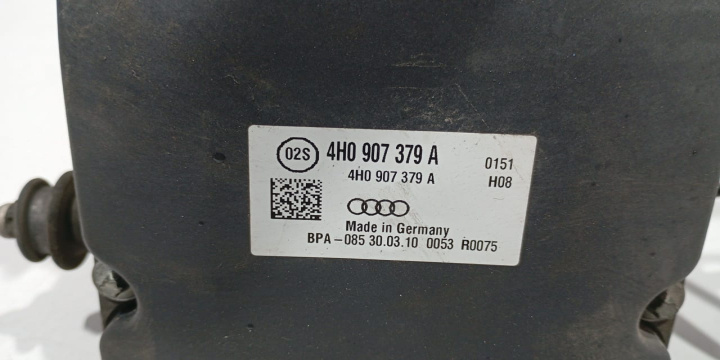 02S 4H0 907 379 A 0151
4H0 907 379 A H08
Made in Germany
BPA-085 30.03.10 0053 R0075